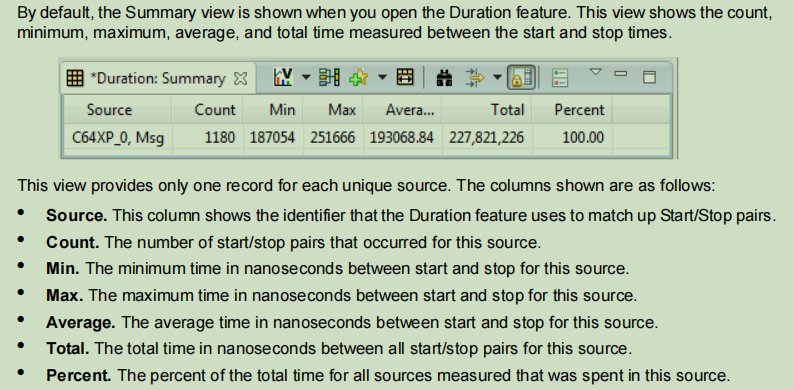 By default, the Summary view is shown when you open the Duration feature. This view shows the count,
minimum, maximum, average, and total time measured between the start and stop times.
*Duration: Summary
Source Count Min Max Avera... Total Percent
C64XP_0, Msg 1180 187054 251666 193068.84 227,821,226 100.00
This view provides only one record for each unique source. The columns shown are as follows:
• Source. This column shows the identifier that the Duration feature uses to match up Start/Stop pairs.
• Count. The number of start/stop pairs that occurred for this source.
• Min. The minimum time in nanoseconds between start and stop for this source.
• Max. The maximum time in nanoseconds between start and stop for this source.
• Average. The average time in nanoseconds between start and stop for this source.
• Total. The total time in nanoseconds between all start/stop pairs for this source.
• Percent. The percent of the total time for all sources measured that was spent in this source.